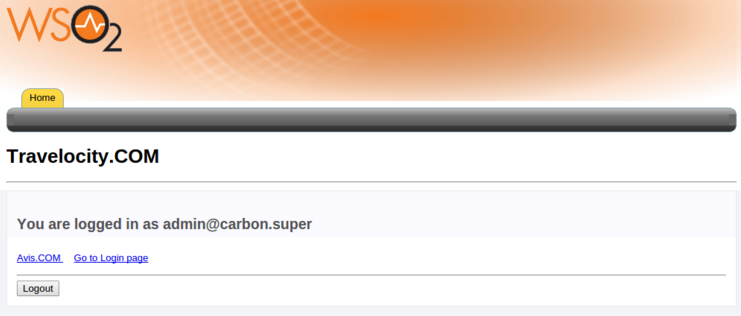 WSO2
Home
Travelocity.COM
You are logged in as admin@carbon.super
Avis.COM Go to Login page
Logout